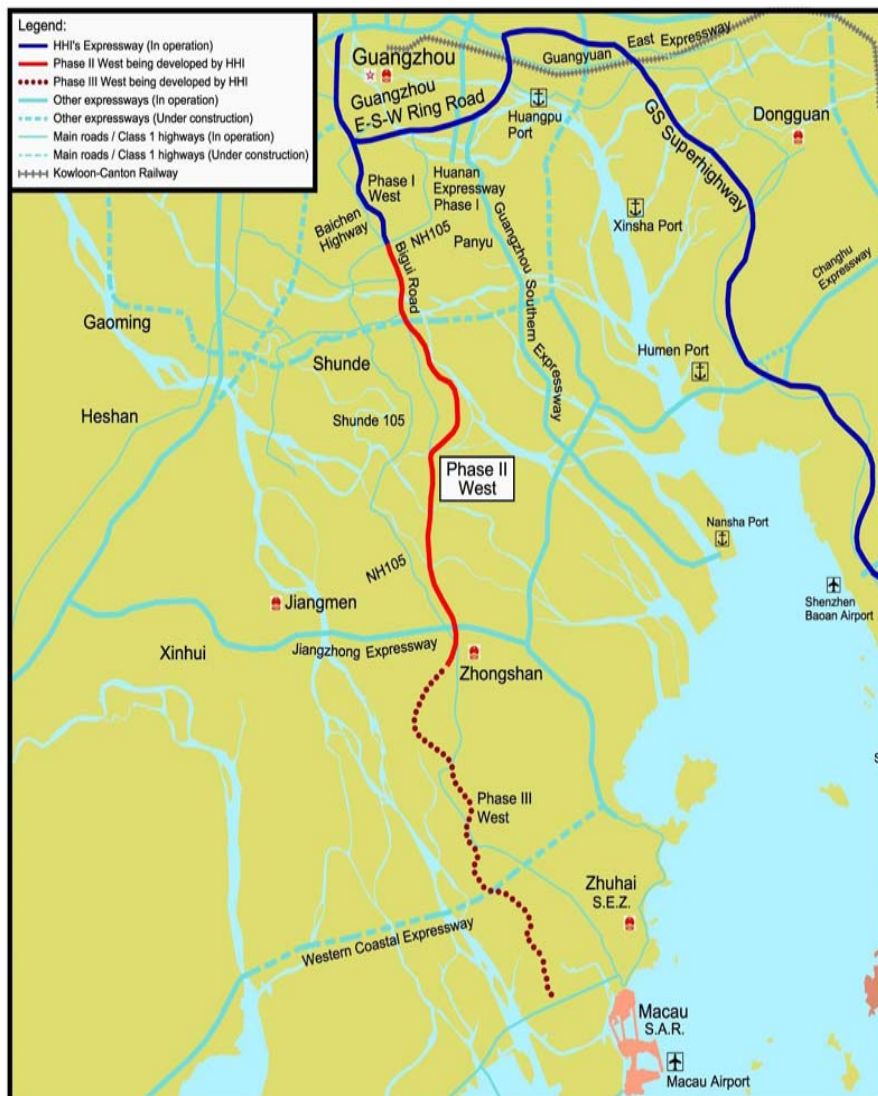 Legend:
HHI's Expressway (In operation)
Phase II West being developed by HHI
Phase III West being developed by HHI
Other expressways (In operation)
Other expressways (Under construction)
Main roads / Class 1 highways (In operation)
Main roads / Class 1 highways (Under construction)
Kowloon-Canton Railway
Guangzhou
Guangzhou
E-S-W Ring Road
Guangyuan East Expressway
Huangpu
Port
Dongguan
GS Superhighway
Phase I
West
Huanan
Expressway
Phase I
Baichen
Highway
NH105
Panyu
Xinsha Port
Bigui Road
Guangzhou Southern Expressway
Changhu
Expressway
Gaoming
Shunde
Humen Port
Heshan
Shunde 105
Phase II
West
Nansha Port
NH105
Jiangmen
Shenzhen
Baoan Airport
Xinhui
Jiangzhong Expressway
Zhongshan
S
Phase III
West
Zhuhai
S.E.Z.
Western Coastal Expressway
Macau
S.A.R.
Macau Airport